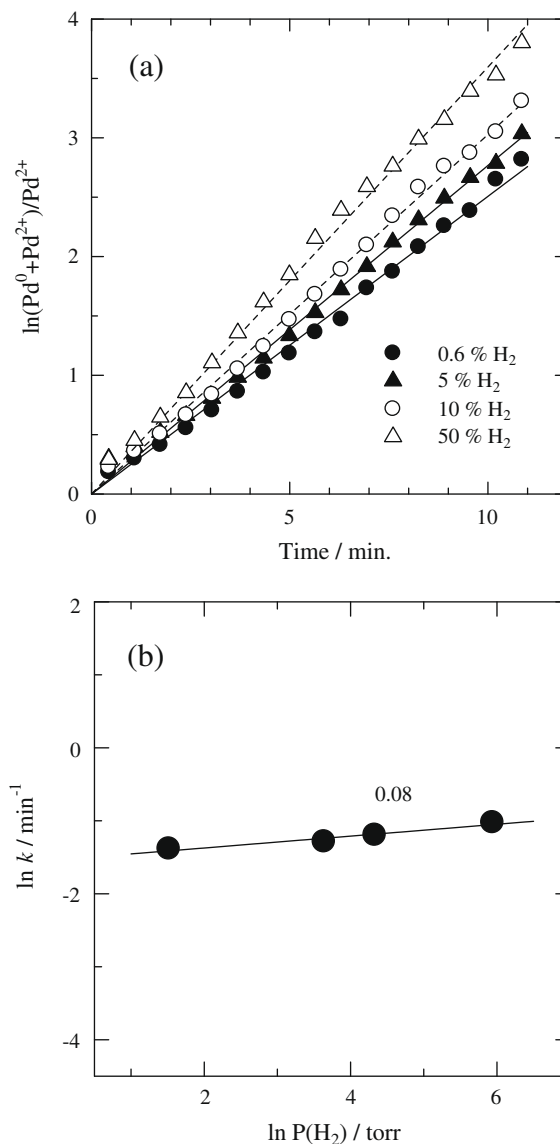 (a)
ln(Pd⁰+Pd²⁺)/Pd²⁺
4
3
2
1
0
0.6 % H₂
5 % H₂
10 % H₂
50 % H₂
0 5 10
Time / min.
(b)
ln k / min⁻¹
2
0
-2
-4
0.08
2 4 6
ln P(H₂) / torr